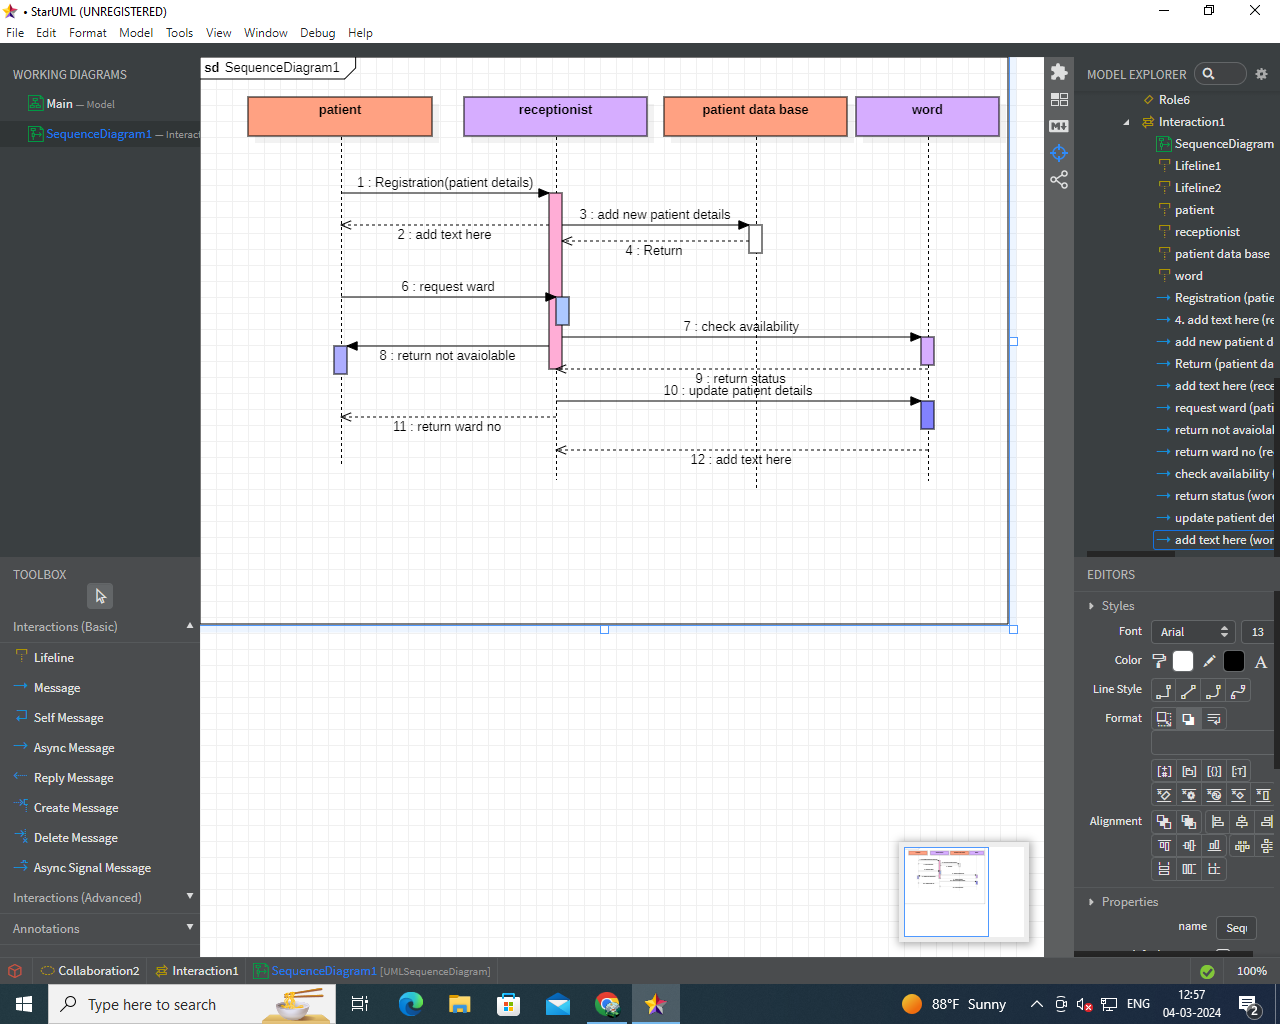 • StarUML (UNREGISTERED)
File Edit Format Model Tools View Window Debug Help
WORKING DIAGRAMS
Main — Model
SequenceDiagram1 — Interact
sd SequenceDiagram1
patient
receptionist
patient data base
word
1 : Registration(patient details)
3 : add new patient details
2 : add text here
4 : Return
6 : request ward
7 : check availability
8 : return not avaiolable
9 : return status
10 : update patient details
11 : return ward no
12 : add text here
TOOLBOX
Interactions (Basic)
Lifeline
Message
Self Message
Async Message
Reply Message
Create Message
Delete Message
Async Signal Message
Interactions (Advanced)
Annotations
MODEL EXPLORER
Role6
Interaction1
SequenceDiagram
Lifeline1
Lifeline2
patient
receptionist
patient data base
word
Registration (patie
4. add text here (re
add new patient d
Return (patient da
add text here (rece
request ward (pati
return not avaiolal
return ward no (re
check availability (
return status (wor
update patient det
add text here (wor
EDITORS
Styles
Font Arial 13
Color
Line Style
Format
Alignment
Properties
name Seq
Collaboration2 Interaction1 SequenceDiagram1 [UMLSequenceDiagram] 100%
Type here to search
88°F Sunny
ENG
12:57
04-03-2024
2